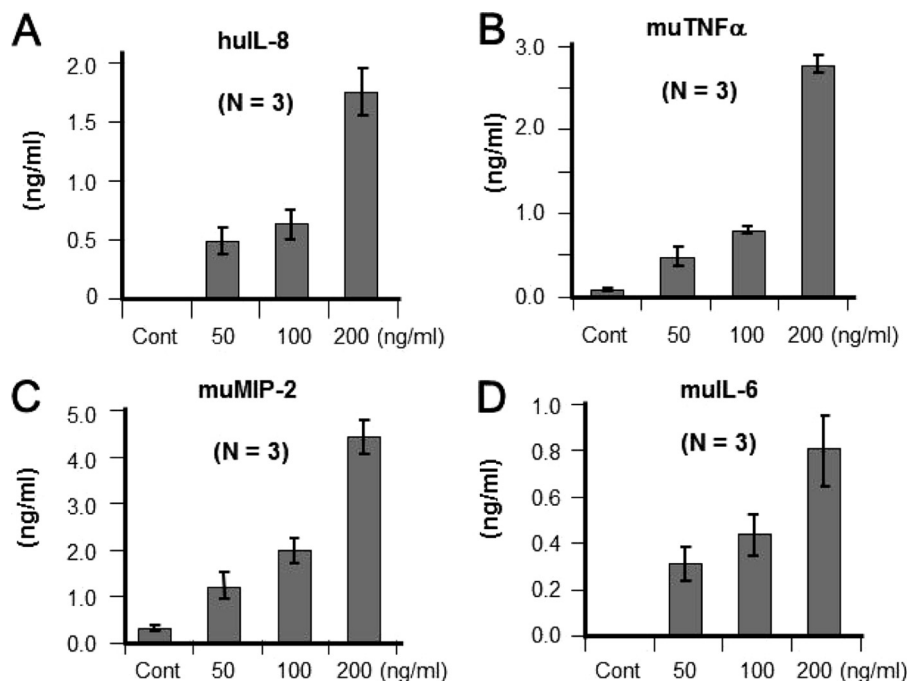 A
huIL-8
(N = 3)
(ng/ml)
2.0
1.5
1.0
0.5
0
Cont 50 100 200 (ng/ml)
B
muTNFα
(N = 3)
(ng/ml)
3.0
2.0
1.0
0.0
Cont 50 100 200 (ng/ml)
C
muMIP-2
(N = 3)
(ng/ml)
5.0
4.0
3.0
2.0
1.0
0.0
Cont 50 100 200 (ng/ml)
D
muIL-6
(N = 3)
(ng/ml)
1.0
0.8
0.6
0.4
0.2
0.0
Cont 50 100 200 (ng/ml)